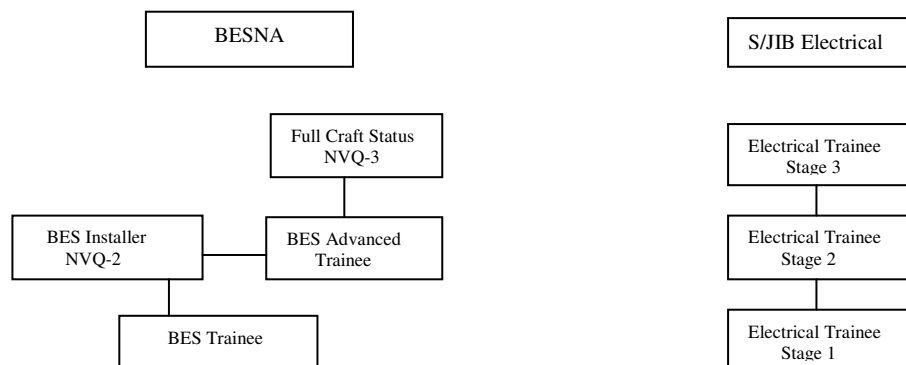 BESNA
S/JIB Electrical
Full Craft Status
NVQ-3
Electrical Trainee
Stage 3
BES Installer
NVQ-2
BES Advanced
Trainee
Electrical Trainee
Stage 2
BES Trainee
Electrical Trainee
Stage 1